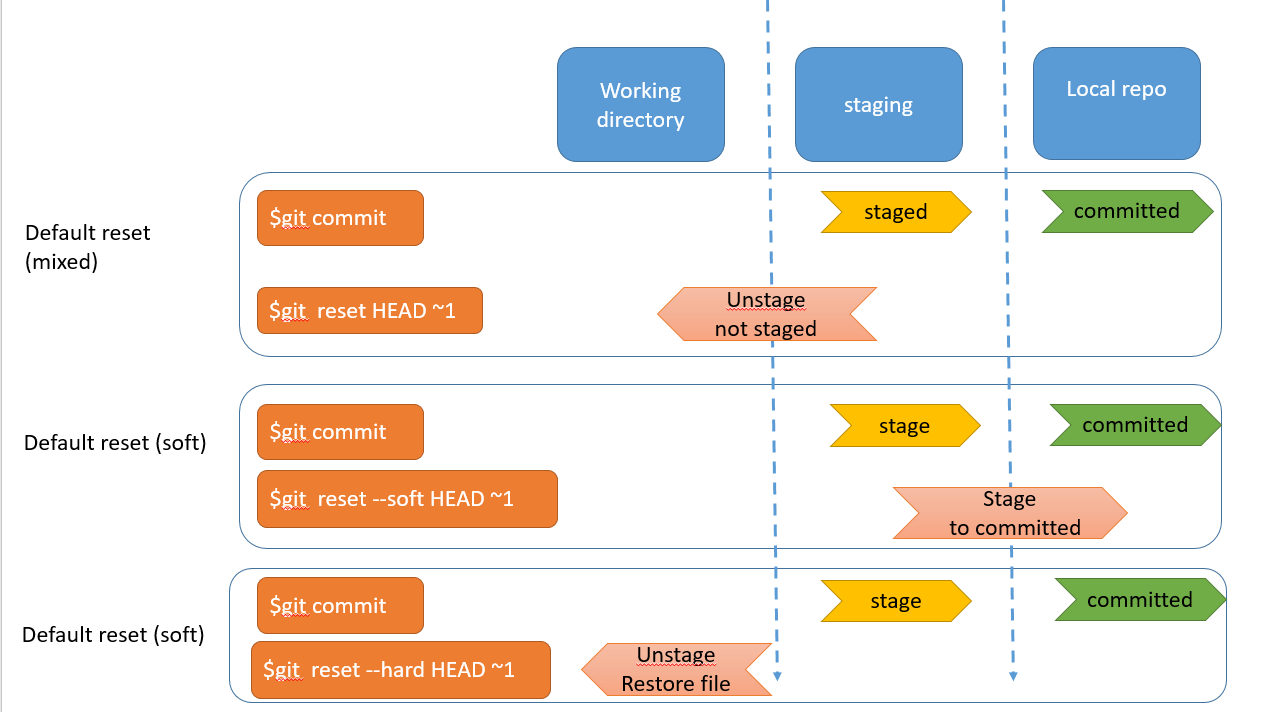 Working
directory
staging
Local repo
Default reset
(mixed)
$git commit
staged
committed
$git  reset HEAD ~1
Unstage
not staged
Default reset (soft)
$git commit
stage
committed
$git  reset --soft HEAD ~1
Stage
to committed
Default reset (soft)
$git commit
stage
committed
$git  reset --hard HEAD ~1
Unstage
Restore file